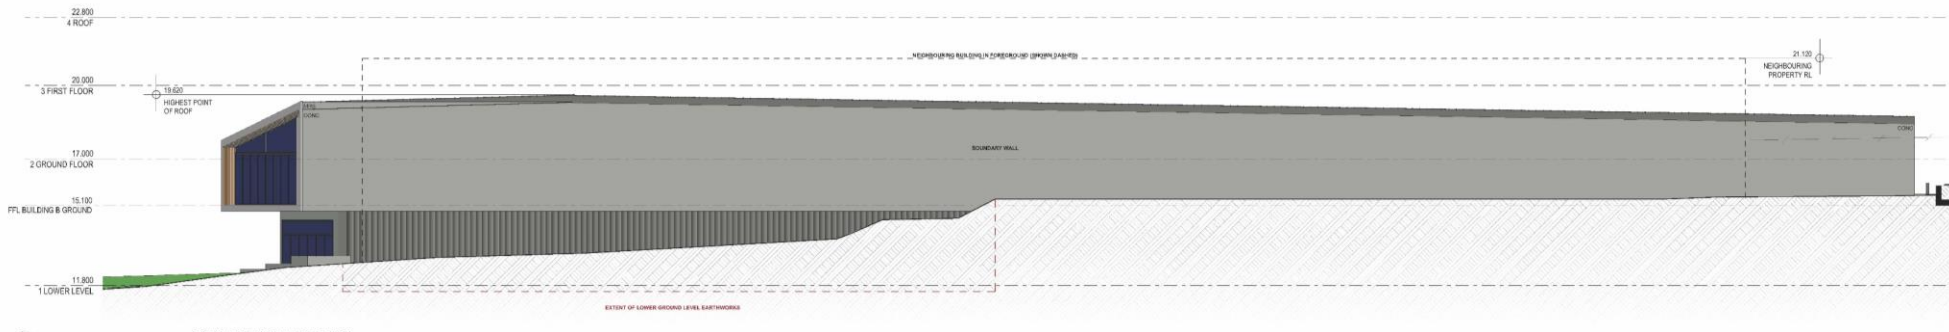 22.800
4 ROOF
NEIGHBOURING BUILDING IN FOREGROUND (SHOWN DASHED)
21.120
NEIGHBOURING
PROPERTY RL
20.000
3 FIRST FLOOR
19.620
HIGHEST POINT
OF ROOF
CONC
CONC
BOUNDARY WALL
17.000
2 GROUND FLOOR
15.100
FFL BUILDING B GROUND
11.800
1 LOWER LEVEL
EXTENT OF LOWER GROUND LEVEL EARTHWORKS